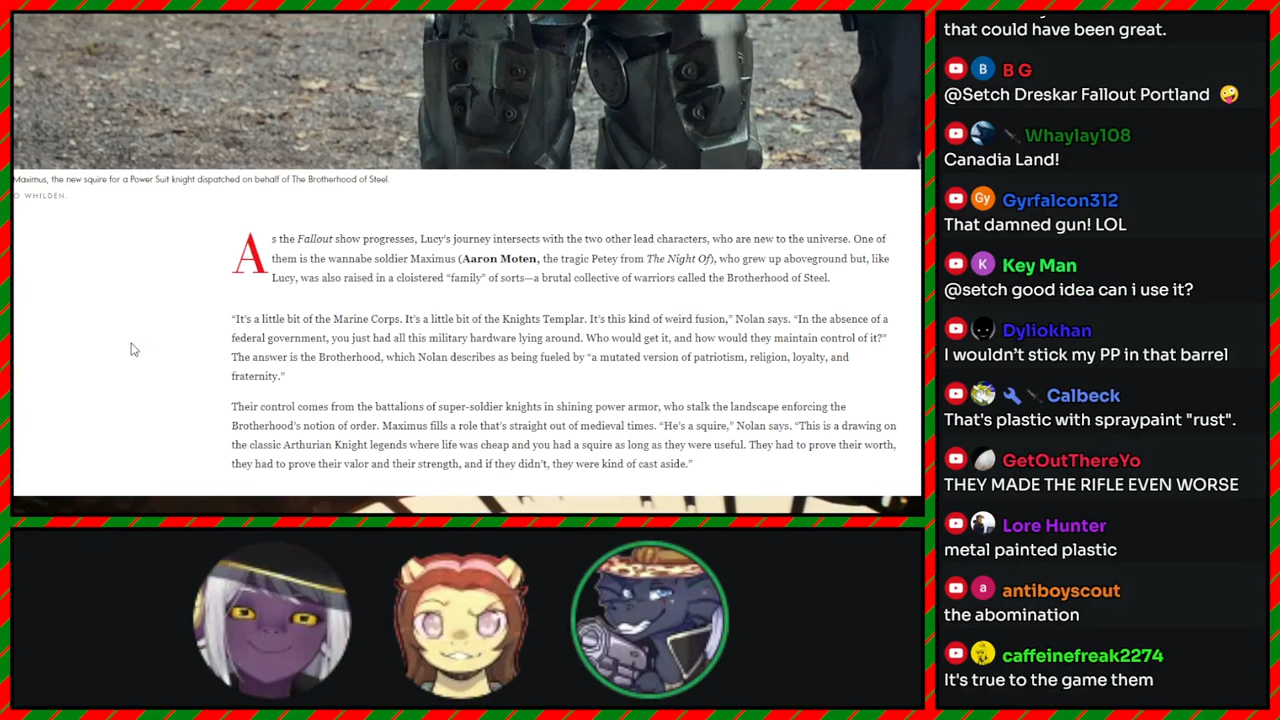 Maximus, the new squire for a Power Suit knight dispatched on behalf of The Brotherhood of Steel.
O WHILDEN.
As the Fallout show progresses, Lucy's journey intersects with the two other lead characters, who are new to the universe. One of
them is the wannabe soldier Maximus (Aaron Moten, the tragic Petey from The Night Of), who grew up aboveground but, like
Lucy, was also raised in a cloistered “family” of sorts—a brutal collective of warriors called the Brotherhood of Steel.
“It's a little bit of the Marine Corps. It's a little bit of the Knights Templar. It's this kind of weird fusion,” Nolan says. “In the absence of a
federal government, you just had all this military hardware lying around. Who would get it, and how would they maintain control of it?”
The answer is the Brotherhood, which Nolan describes as being fueled by “a mutated version of patriotism, religion, loyalty, and
fraternity.”
Their control comes from the battalions of super-soldier knights in shining power armor, who stalk the landscape enforcing the
Brotherhood's notion of order. Maximus fills a role that's straight out of medieval times. “He's a squire,” Nolan says. “This is a drawing on
the classic Arthurian Knight legends where life was cheap and you had a squire as long as they were useful. They had to prove their worth,
they had to prove their valor and their strength, and if they didn't, they were kind of cast aside.”
that could have been great.
B B G
@Setch Dreskar Fallout Portland 🤪
Whaylay108
Canadia Land!
Gy Gyrfalcon312
That damned gun! LOL
K Key Man
@setch good idea can i use it?
Dyliokhan
I wouldn't stick my PP in that barrel
Calbeck
That's plastic with spraypaint "rust".
GetOutThereYo
THEY MADE THE RIFLE EVEN WORSE
Lore Hunter
metal painted plastic
a antiboyscout
the abomination
caffeinefreak2274
It's true to the game them